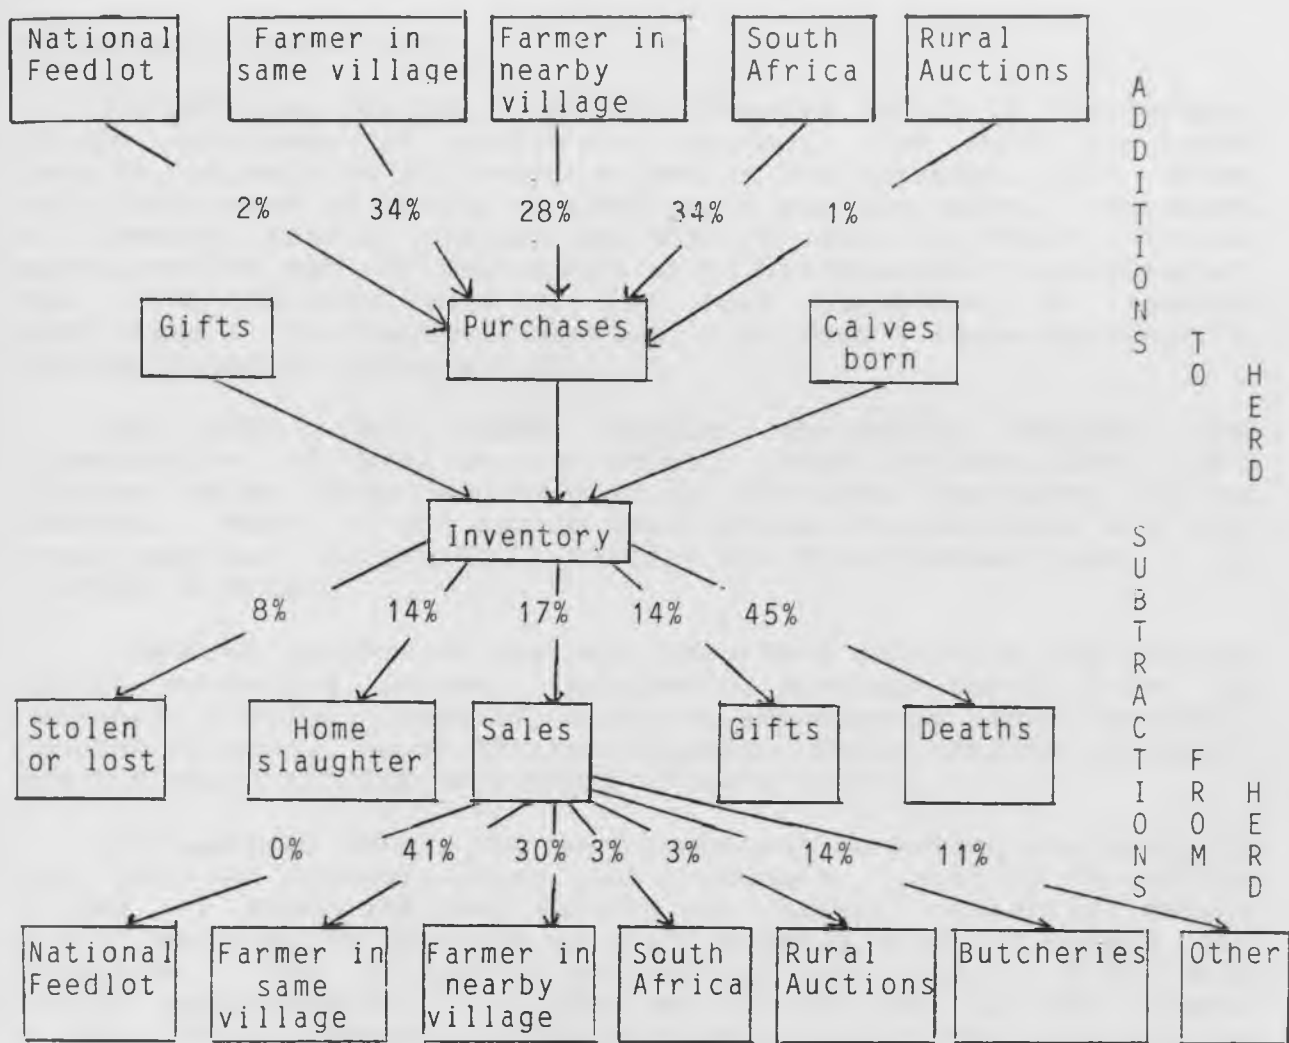 National
Feedlot
Farmer in
same village
Farmer in
nearby
village
South
Africa
Rural
Auctions
2% 34% 28% 34% 1%
Gifts
Purchases
Calves
born
ADDITIONS
TO
HERD
Inventory
8% 14% 17% 14% 45%
Stolen
or lost
Home
slaughter
Sales
Gifts
Deaths
SUBTRACTIONS
FROM
HERD
0% 41% 30% 3% 3% 14% 11%
National
Feedlot
Farmer in
same
village
Farmer in
nearby
village
South
Africa
Rural
Auctions
Butcheries
Other